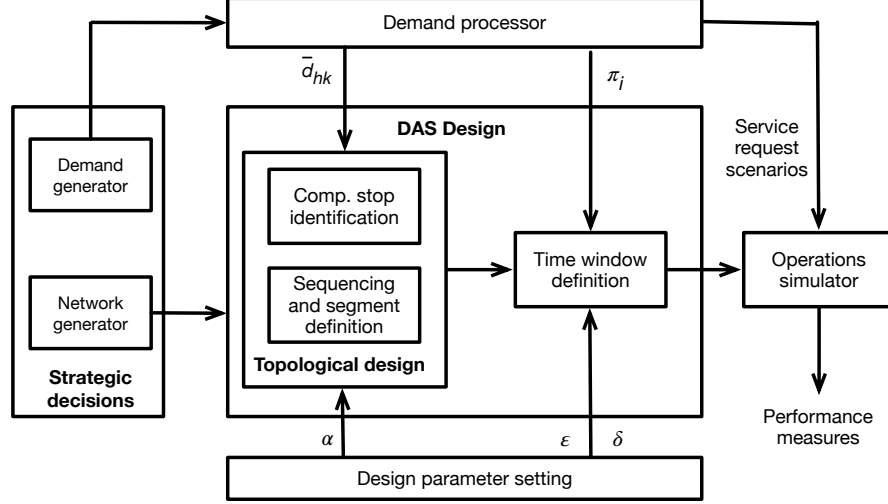 Demand processor
d̅hk
πi
DAS Design
Demand
generator
Comp. stop
identification
Service
request
scenarios
Time window
definition
Operations
simulator
Network
generator
Sequencing
and segment
definition
Topological design
Strategic
decisions
α
ε δ
Performance
measures
Design parameter setting